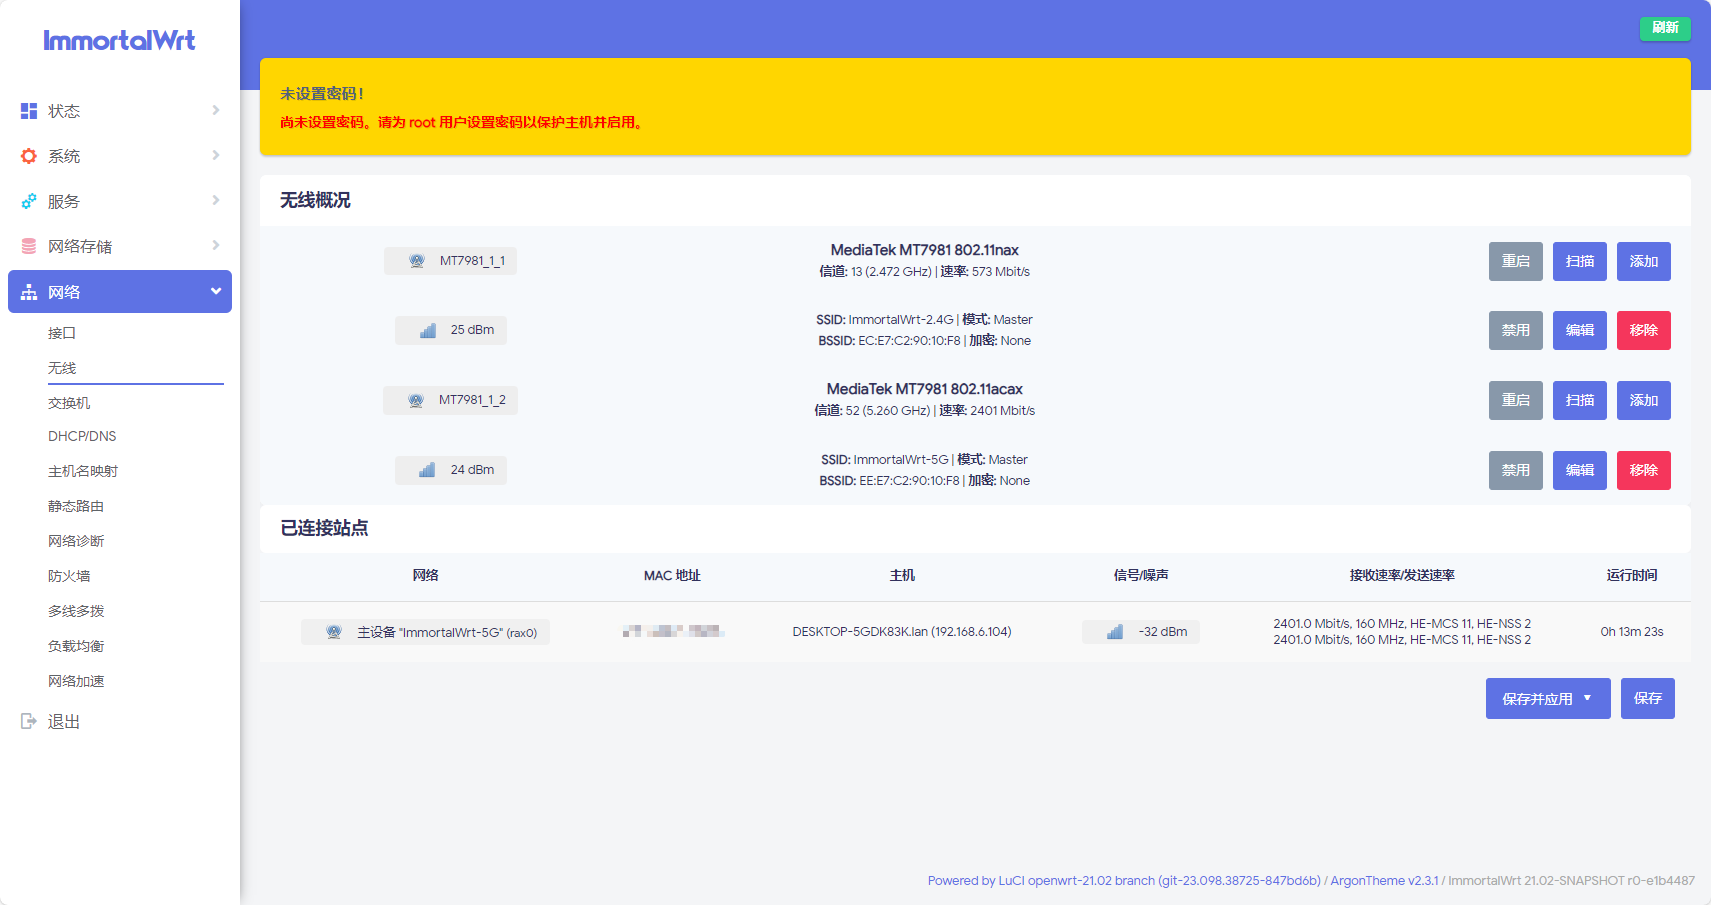 ImmortalWrt
刷新
状态
系统
服务
网络存储
网络
接口
无线
交换机
DHCP/DNS
主机名映射
静态路由
网络诊断
防火墙
多线多拨
负载均衡
网络加速
退出
未设置密码！
尚未设置密码。请为 root 用户设置密码以保护主机并启用。
无线概况
MT7981_1_1
MediaTek MT7981 802.11nax
信道: 13 (2.472 GHz) | 速率: 573 Mbit/s
重启 扫描 添加
25 dBm
SSID: ImmortalWrt-2.4G | 模式: Master
BSSID: EC:E7:C2:90:10:F8 | 加密: None
禁用 编辑 移除
MT7981_1_2
MediaTek MT7981 802.11acax
信道: 52 (5.260 GHz) | 速率: 2401 Mbit/s
重启 扫描 添加
24 dBm
SSID: ImmortalWrt-5G | 模式: Master
BSSID: EE:E7:C2:90:10:F8 | 加密: None
禁用 编辑 移除
已连接站点
网络 MAC 地址 主机 信号/噪声 接收速率/发送速率 运行时间
主设备 "ImmortalWrt-5G" (rax0)
DESKTOP-5GDK83K.lan (192.168.6.104)
-32 dBm
2401.0 Mbit/s, 160 MHz, HE-MCS 11, HE-NSS 2
2401.0 Mbit/s, 160 MHz, HE-MCS 11, HE-NSS 2
0h 13m 23s
保存并应用 保存
Powered by LuCI openwrt-21.02 branch (git-23.098.38725-847bd6b) / ArgonTheme v2.3.1 / ImmortalWrt 21.02-SNAPSHOT r0-e1b4487